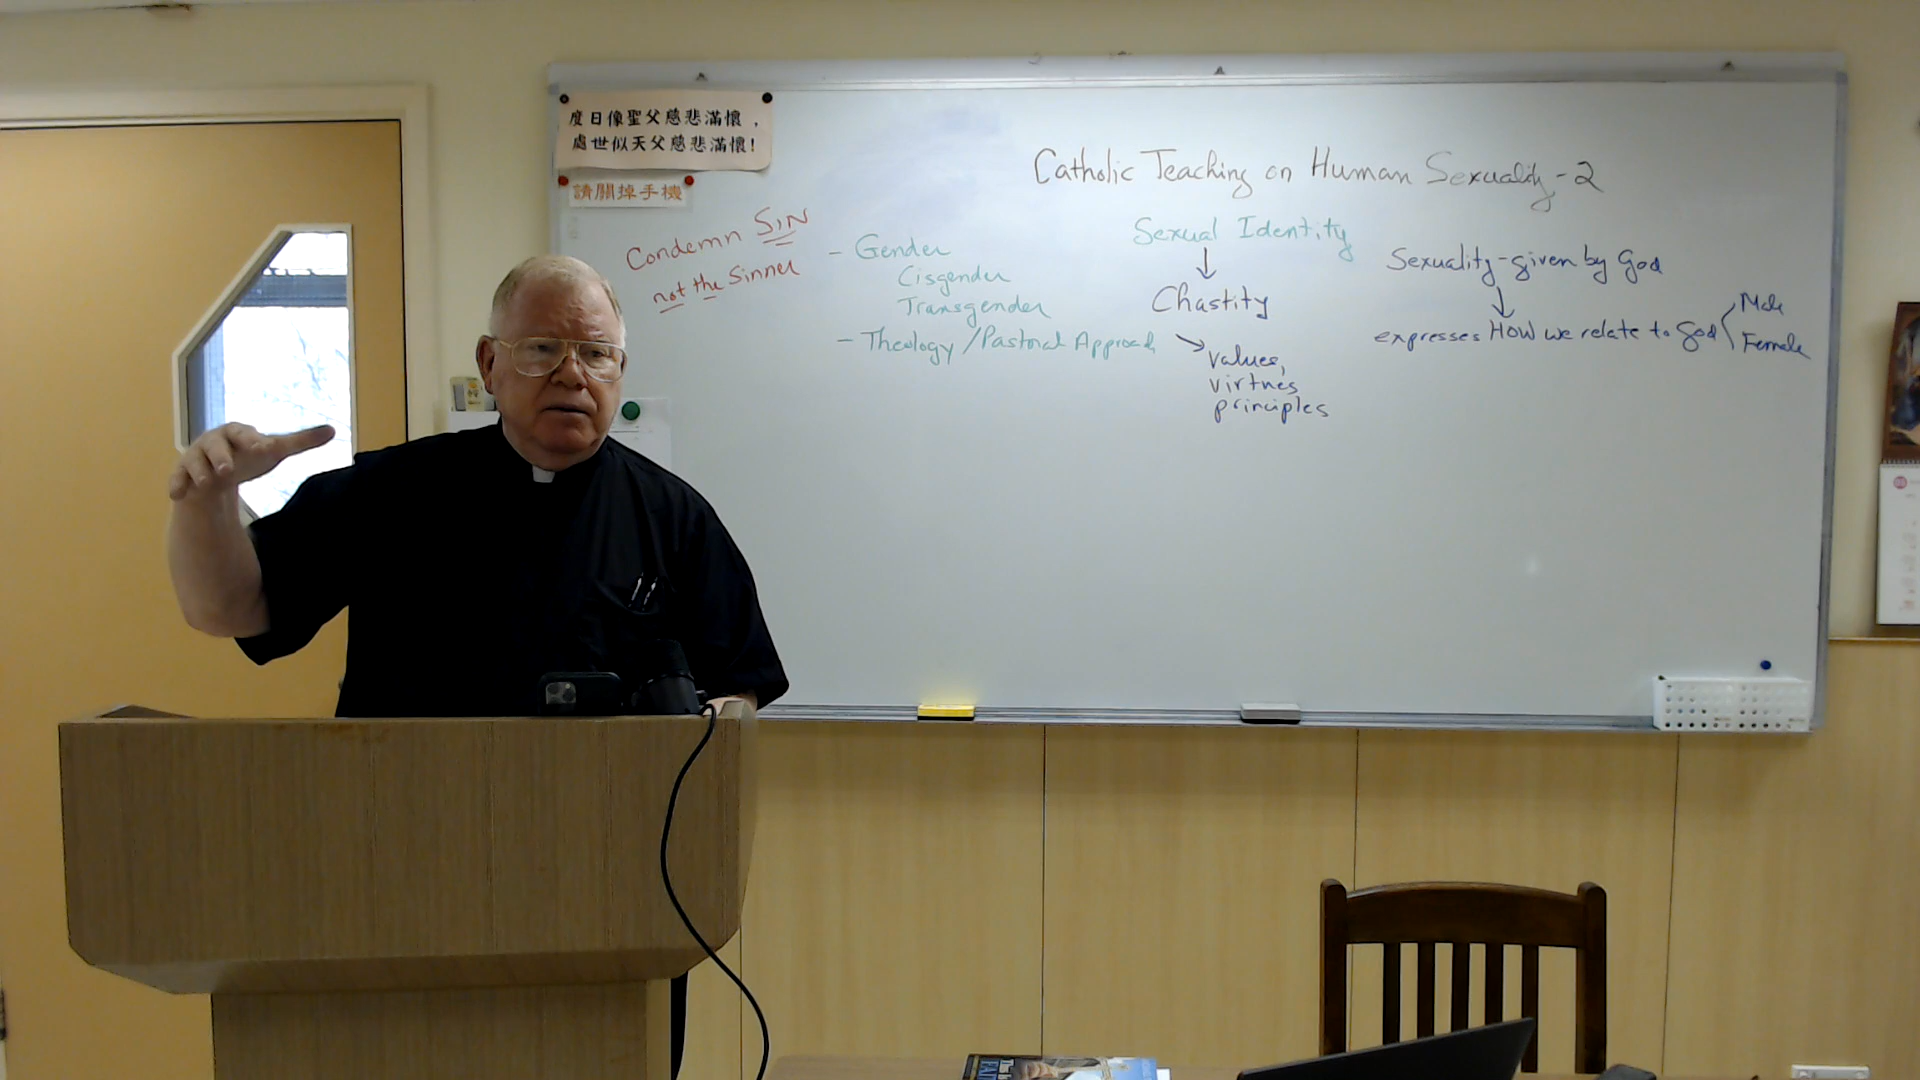 度日像聖父慈悲滿懷，
處世似天父慈悲滿懷!
請關掉手機
Catholic Teaching on Human Sexuality-2
Condemn SIN
not the Sinner
- Gender
Cisgender
Transgender
- Theology/Pastoral Approach
Sexual Identity
↓
Chastity
↘ values,
virtues,
principles
Sexuality-given by God
↓
expresses HOW we relate to God
Male
Female